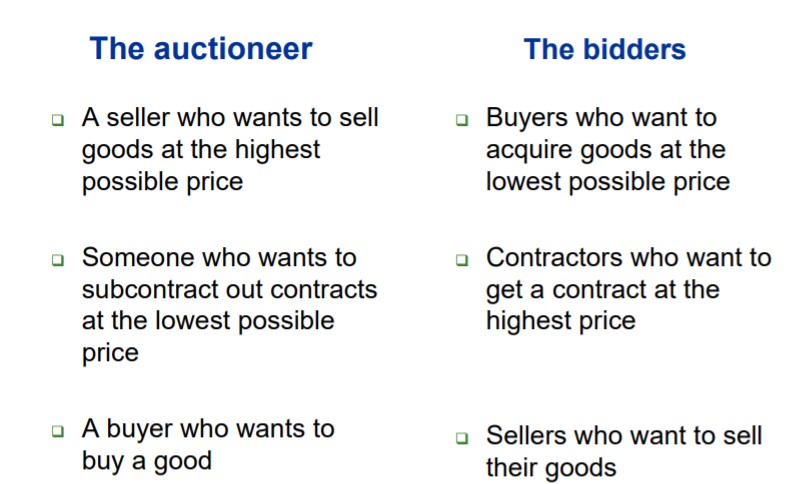 The auctioneer
A seller who wants to sell
goods at the highest
possible price
Someone who wants to
subcontract out contracts
at the lowest possible
price
A buyer who wants to
buy a good
The bidders
Buyers who want to
acquire goods at the
lowest possible price
Contractors who want to
get a contract at the
highest price
Sellers who want to sell
their goods